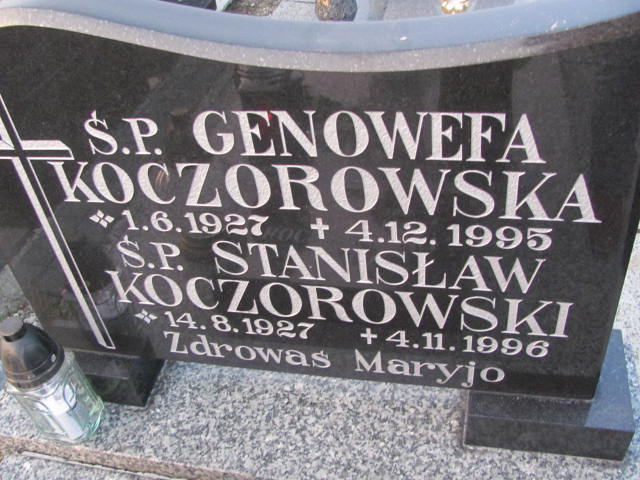 Ś.P. GENOWEFA
KOCZOROWSKA
* 1.6.1927 + 4.12.1995
Ś.P. STANISŁAW
KOCZOROWSKI
* 14.8.1927 + 4.11.1996
Zdrowaś Maryjo